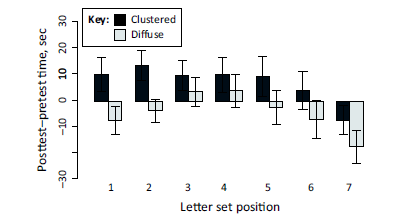 Key: Clustered
Diffuse
Posttest–pretest time, sec
30
20
10
0
−10
−30
1 2 3 4 5 6 7
Letter set position